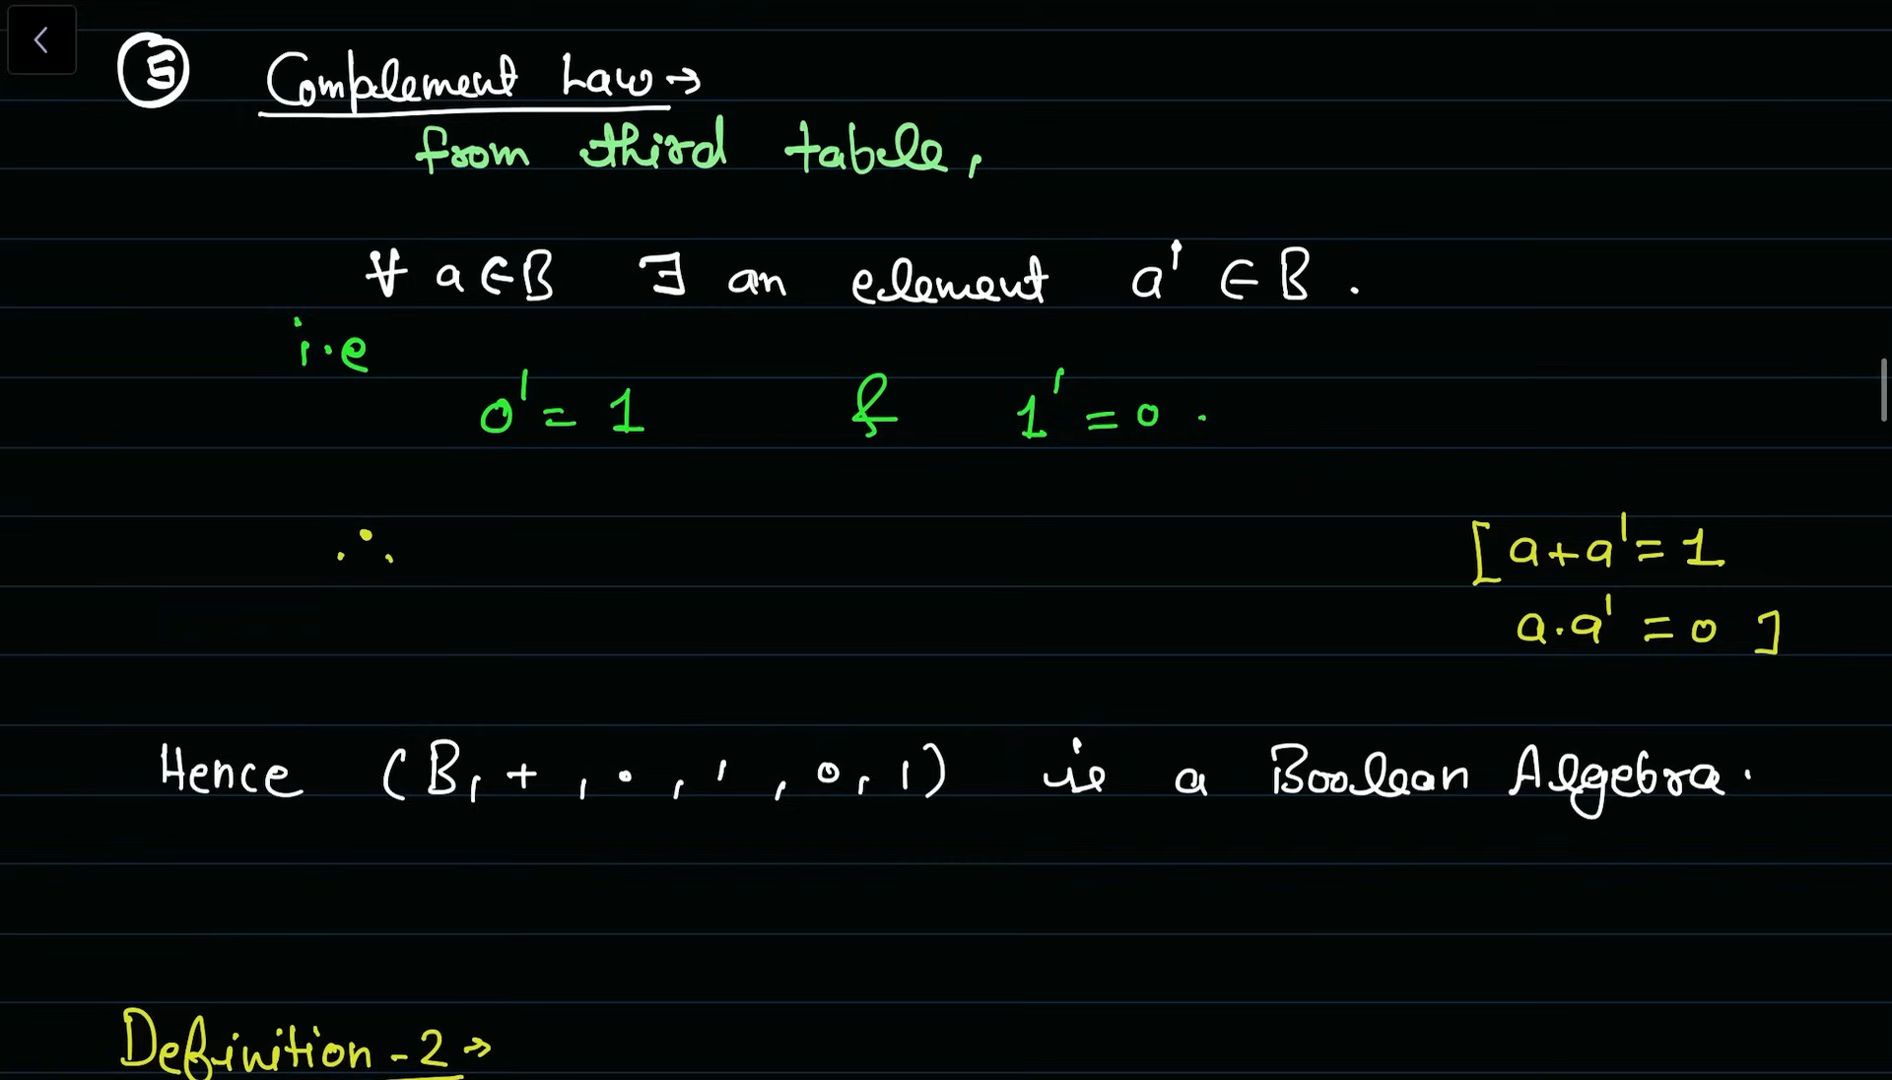 ⑤ Complement Law →
from third tabele,
∀ a ∈ B ∃ an element a' ∈ B .
i.e
0' = 1 & 1' = 0 .
∴ [ a + a' = 1
a . a' = 0 ]
Hence (B, + , • , ' , 0, 1) is a Boolean Algebra.
Definition - 2 →